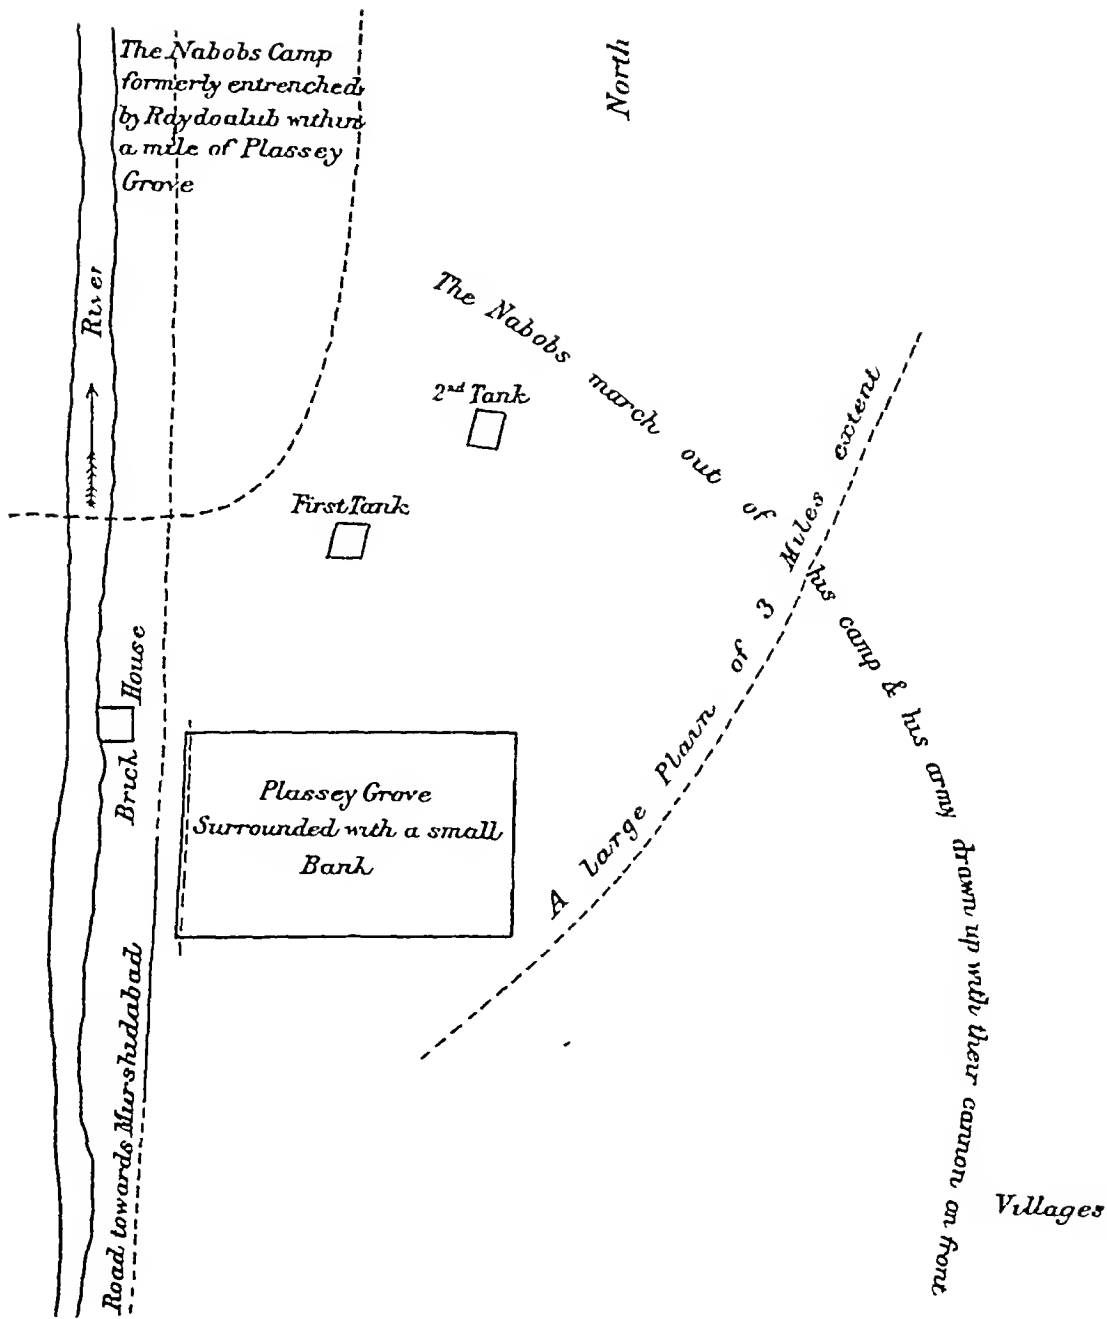 The Nabobs Camp
formerly entrenched
by Roydoalub within
a mile of Plassey
Grove
North
River
The Nabobs march out of his camp & his army drawn up with their cannon on front
2nd Tank
First Tank
A large Plain of 3 Miles extent
Brick House
Plassey Grove
Surrounded with a small
Bank
Road towards Murshidabad
Villages